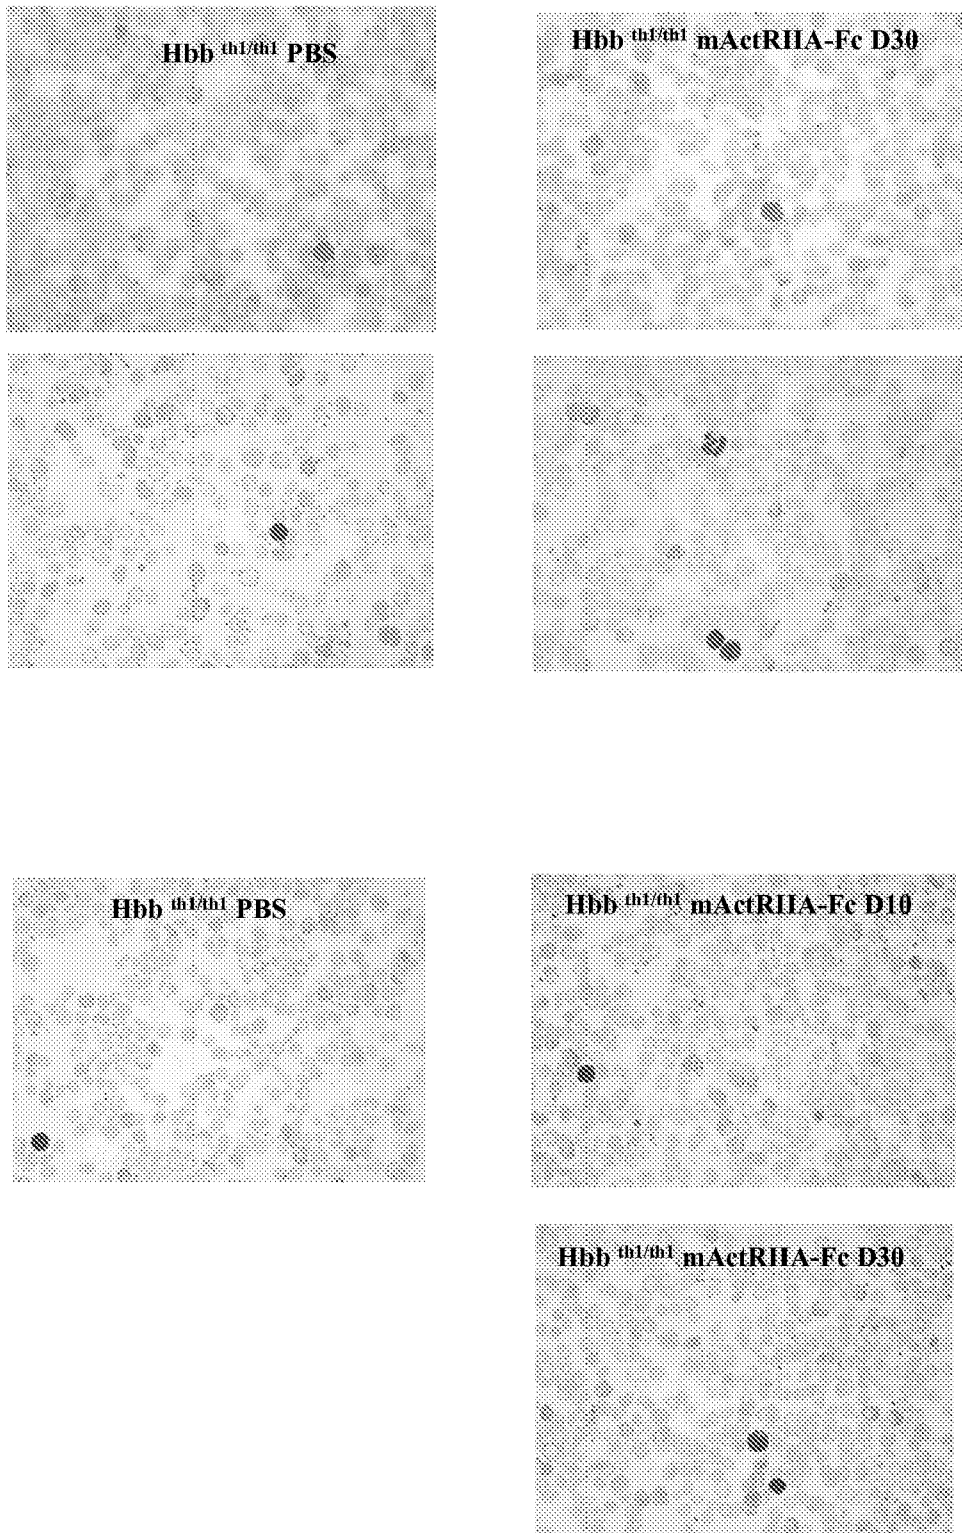 Hbb th1/th1 PBS
Hbb th1/th1 mActRIIA-Fc D30
Hbb th1/th1 PBS
Hbb th1/th1 mActRIIA-Fc D10
Hbb th1/th1 mActRIIA-Fc D30